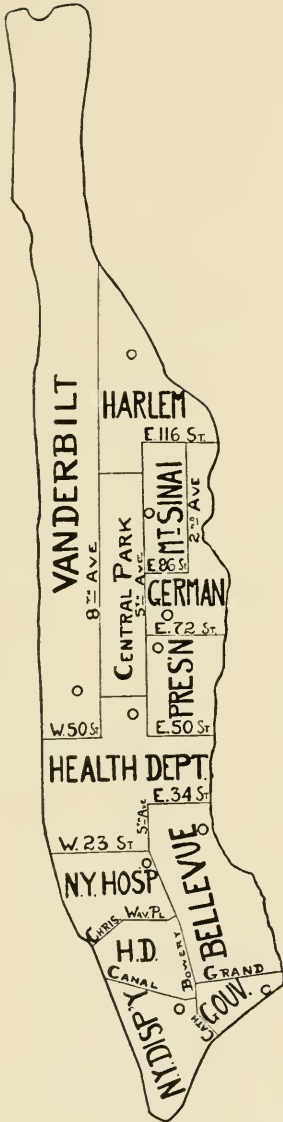 VANDERBILT
8TH AVE
HARLEM
E. 116 ST.
MT SINAI
2ND AVE
CENTRAL PARK
5TH AVE
E 86 ST
GERMAN
E. 72 ST.
PRES'N
W. 50 ST
E. 50 ST.
HEALTH DEPT.
E. 34 ST
5TH AVE
W. 23 ST
BELLEVUE
N.Y. HOSP
CHRIS.
WAV. PL
H.D.
BOWERY
CANAL
GRAND
GOUV.
CATH
N.Y. DISP'Y